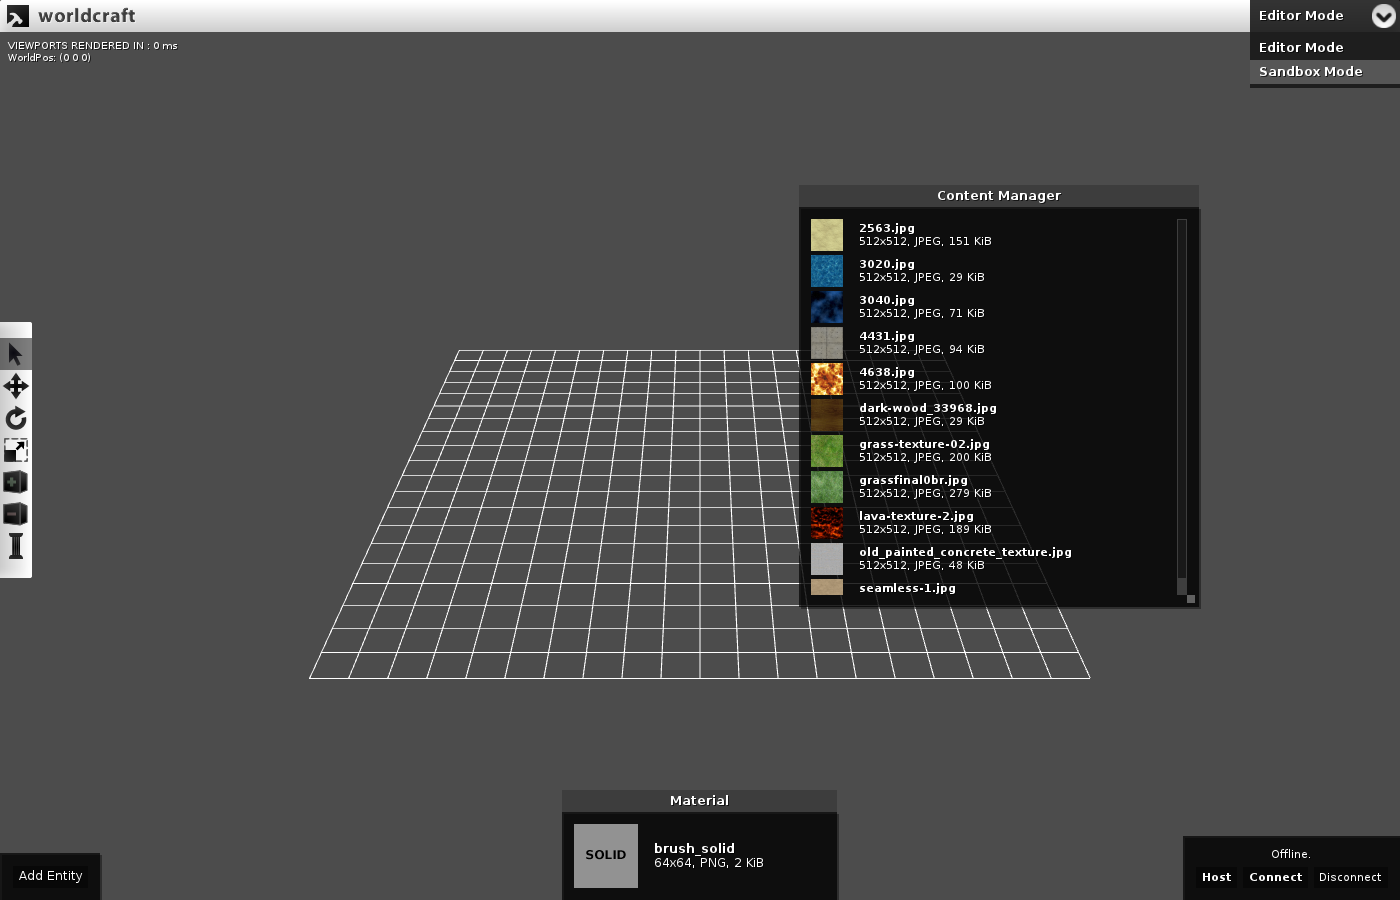 worldcraft
Editor Mode
Editor Mode
Sandbox Mode
VIEWPORTS RENDERED IN : 0 ms
WorldPos: (0 0 0)
Content Manager
2563.jpg
512x512, JPEG, 151 KiB
3020.jpg
512x512, JPEG, 29 KiB
3040.jpg
512x512, JPEG, 71 KiB
4431.jpg
512x512, JPEG, 94 KiB
4638.jpg
512x512, JPEG, 100 KiB
dark-wood_33968.jpg
512x512, JPEG, 29 KiB
grass-texture-02.jpg
512x512, JPEG, 200 KiB
grassfinal0br.jpg
512x512, JPEG, 279 KiB
lava-texture-2.jpg
512x512, JPEG, 189 KiB
old_painted_concrete_texture.jpg
512x512, JPEG, 48 KiB
seamless-1.jpg
Material
SOLID
brush_solid
64x64, PNG, 2 KiB
Add Entity
Offline.
Host Connect Disconnect